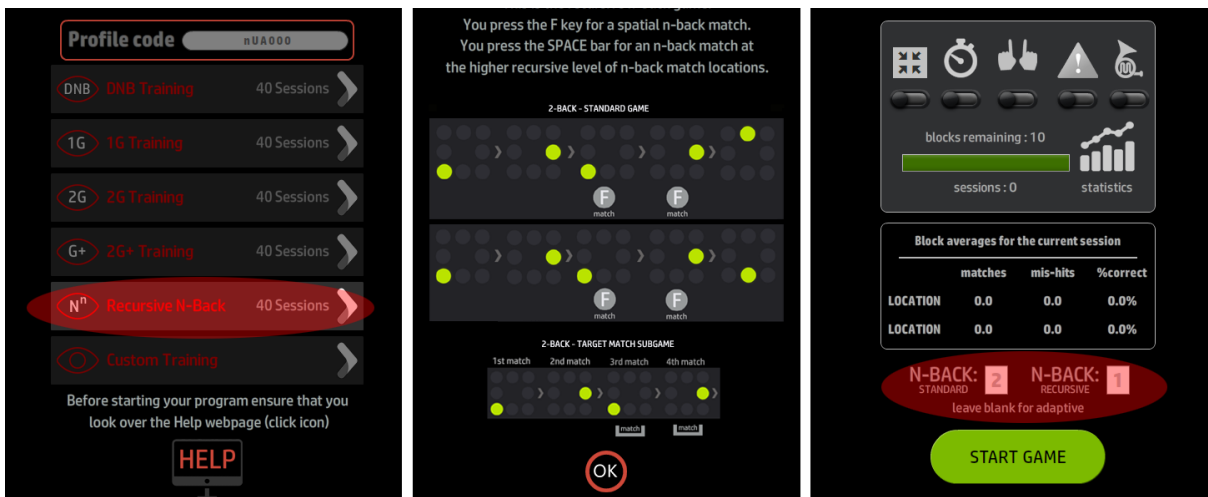 Profile code nUA000
DNB DNB Training 40 Sessions
1G 1G Training 40 Sessions
2G 2G Training 40 Sessions
G+ 2G+ Training 40 Sessions
Nⁿ Recursive N-Back 40 Sessions
Custom Training
Before starting your program ensure that you
look over the Help webpage (click icon)
HELP
You press the F key for a spatial n-back match.
You press the SPACE bar for an n-back match at
the higher recursive level of n-back match locations.
2-BACK - STANDARD GAME
F F
match match
F F
match match
2-BACK - TARGET MATCH SUBGAME
1st match 2nd match 3rd match 4th match
match match
OK
blocks remaining : 10
sessions : 0 statistics
Block averages for the current session
matches mis-hits %correct
LOCATION 0.0 0.0 0.0%
LOCATION 0.0 0.0 0.0%
N-BACK: 2 N-BACK: 1
STANDARD RECURSIVE
leave blank for adaptive
START GAME